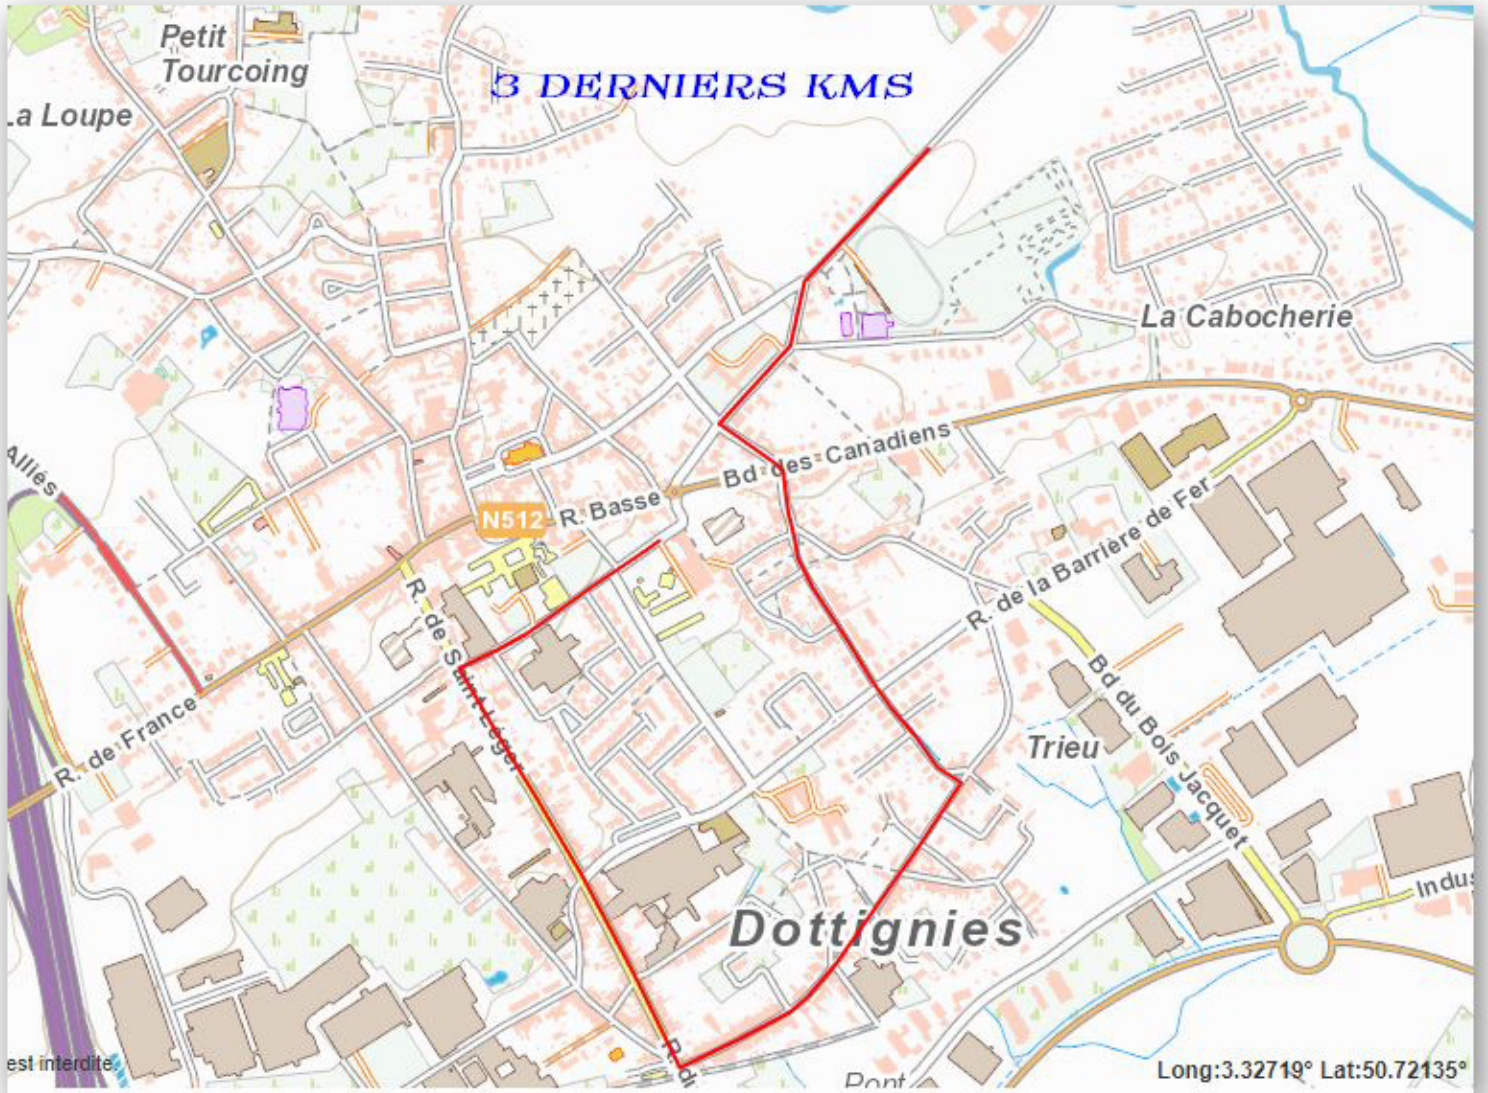 Petit
Tourcoing
3 DERNIERS KMS
La Loupe
La Cabocherie
Alliés
Bd des Canadiens
N512
R. Basse
R. de la Barrière de Fer
R. de Saint Léger
R. de France
Bd du Bois Jacquet
Trieu
Dottignies
Indus
R. du
est interdite.
Pont
Long:3.32719° Lat:50.72135°